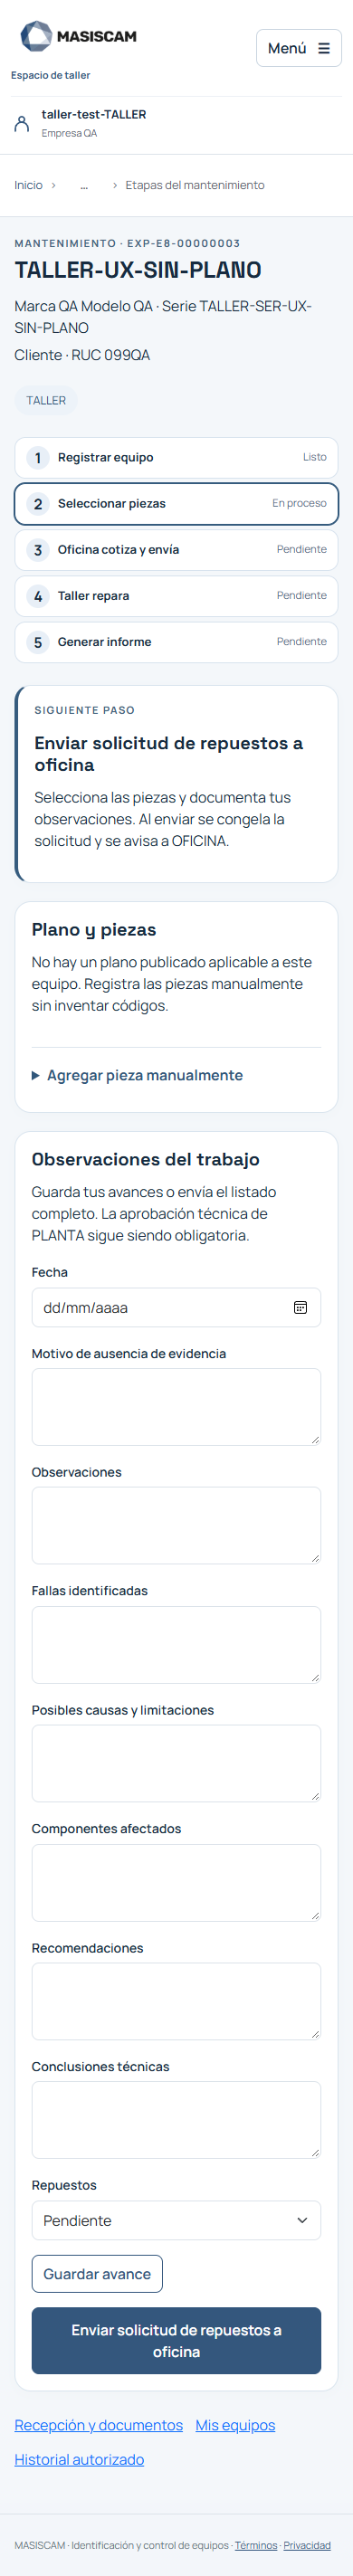 MASISCAM
Menú ☰
Espacio de taller
taller-test-TALLER
Empresa QA
Inicio › … › Etapas del mantenimiento
MANTENIMIENTO · EXP-E8-00000003
TALLER-UX-SIN-PLANO
Marca QA Modelo QA · Serie TALLER-SER-UX-
SIN-PLANO
Cliente · RUC 099QA
TALLER
1 Registrar equipo Listo
2 Seleccionar piezas En proceso
3 Oficina cotiza y envía Pendiente
4 Taller repara Pendiente
5 Generar informe Pendiente
SIGUIENTE PASO
Enviar solicitud de repuestos a
oficina
Selecciona las piezas y documenta tus
observaciones. Al enviar se congela la
solicitud y se avisa a OFICINA.
Plano y piezas
No hay un plano publicado aplicable a este
equipo. Registra las piezas manualmente
sin inventar códigos.
▶ Agregar pieza manualmente
Observaciones del trabajo
Guarda tus avances o envía el listado
completo. La aprobación técnica de
PLANTA sigue siendo obligatoria.
Fecha
dd/mm/aaaa
Motivo de ausencia de evidencia
Observaciones
Fallas identificadas
Posibles causas y limitaciones
Componentes afectados
Recomendaciones
Conclusiones técnicas
Repuestos
Pendiente
Guardar avance
Enviar solicitud de repuestos a
oficina
Recepción y documentos Mis equipos
Historial autorizado
MASISCAM · Identificación y control de equipos · Términos · Privacidad